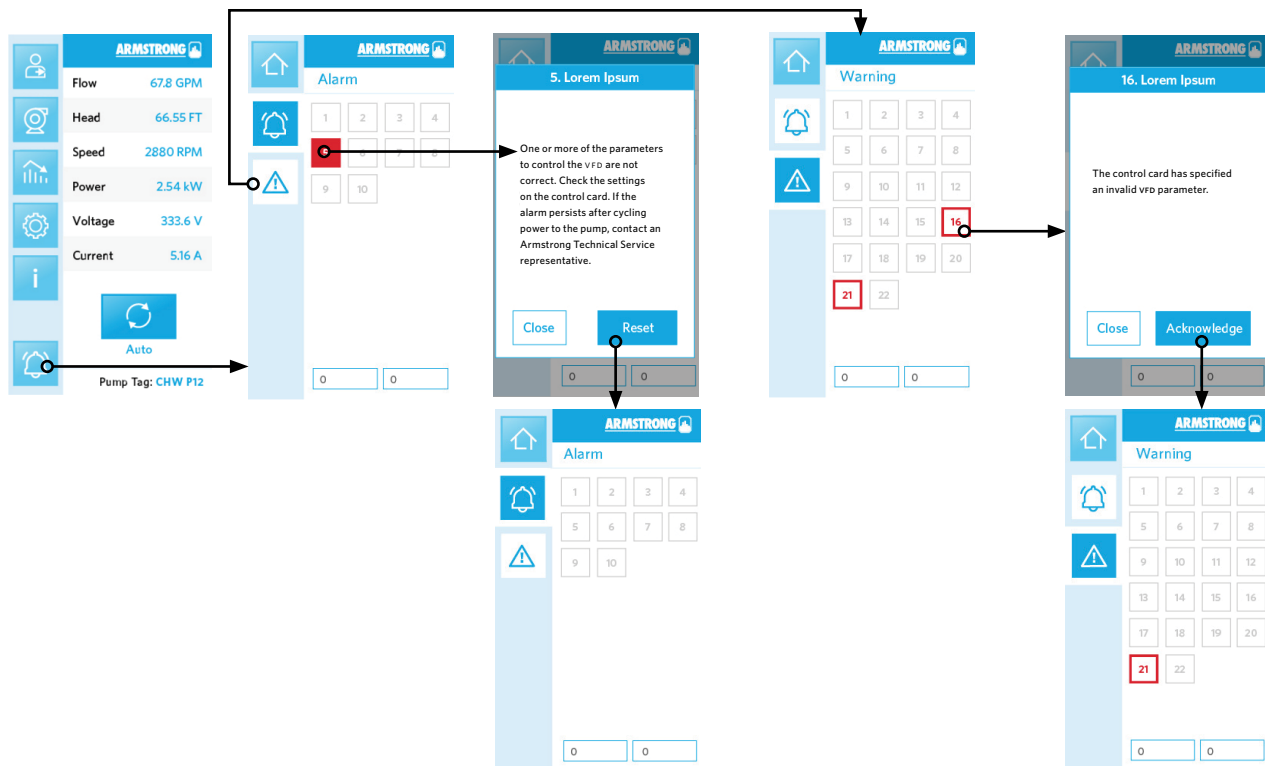 ARMSTRONG
Flow 67.8 GPM
Head 66.55 FT
Speed 2880 RPM
Power 2.54 kW
Voltage 333.6 V
Current 5.16 A
i
Auto
Pump Tag: CHW P12
ARMSTRONG
Alarm
1 2 3 4
5 6 7 8
9 10
0 0
ARMSTRONG
5. Lorem Ipsum
One or more of the parameters
to control the VFD are not
correct. Check the settings
on the control card. If the
alarm persists after cycling
power to the pump, contact an
Armstrong Technical Service
representative.
Close Reset
0 0
ARMSTRONG
Warning
1 2 3 4
5 6 7 8
9 10 11 12
13 14 15 16
17 18 19 20
21 22
0 0
ARMSTRONG
16. Lorem Ipsum
The control card has specified
an invalid VFD parameter.
Close Acknowledge
0 0
ARMSTRONG
Alarm
1 2 3 4
5 6 7 8
9 10
0 0
ARMSTRONG
Warning
1 2 3 4
5 6 7 8
9 10 11 12
13 14 15 16
17 18 19 20
21 22
0 0